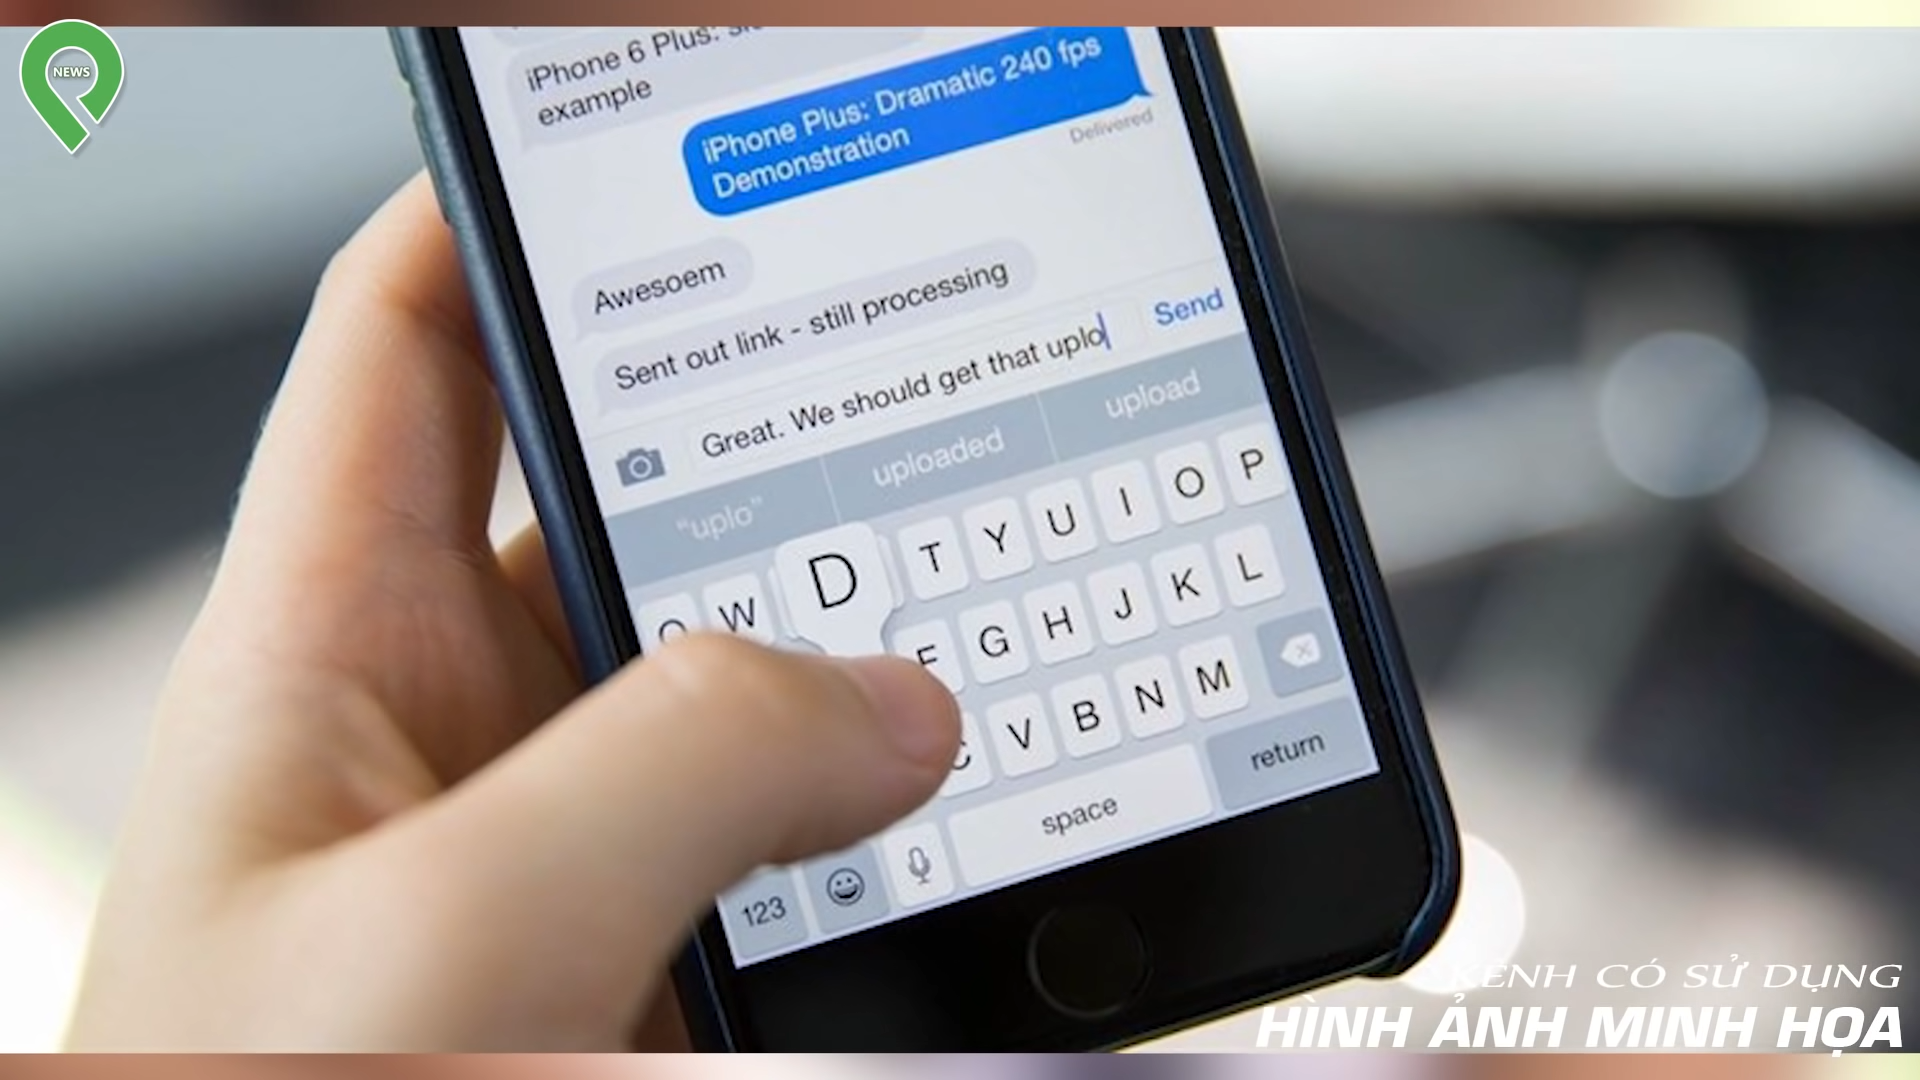 NEWS
iPhone 6 Plus:
example
iPhone Plus: Dramatic 240 fps
Demonstration
Delivered
Awesoem
Sent out link - still processing
Great. We should get that uplo
Send
"uplo" uploaded upload
W D T Y U I O P
F G H J K L
C V B N M
123 space return
KÊNH CÓ SỬ DỤNG
HÌNH ẢNH MINH HỌA